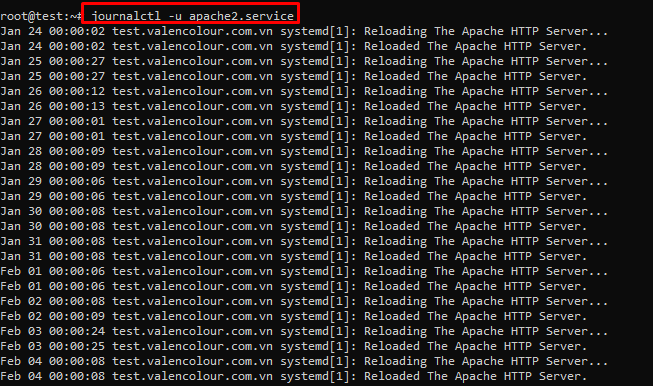 root@test:~# journalctl -u apache2.service
Jan 24 00:00:02 test.valencolour.com.vn systemd[1]: Reloading The Apache HTTP Server...
Jan 24 00:00:02 test.valencolour.com.vn systemd[1]: Reloaded The Apache HTTP Server.
Jan 25 00:00:27 test.valencolour.com.vn systemd[1]: Reloading The Apache HTTP Server...
Jan 25 00:00:27 test.valencolour.com.vn systemd[1]: Reloaded The Apache HTTP Server.
Jan 26 00:00:12 test.valencolour.com.vn systemd[1]: Reloading The Apache HTTP Server...
Jan 26 00:00:13 test.valencolour.com.vn systemd[1]: Reloaded The Apache HTTP Server.
Jan 27 00:00:01 test.valencolour.com.vn systemd[1]: Reloading The Apache HTTP Server...
Jan 27 00:00:01 test.valencolour.com.vn systemd[1]: Reloaded The Apache HTTP Server.
Jan 28 00:00:09 test.valencolour.com.vn systemd[1]: Reloading The Apache HTTP Server...
Jan 28 00:00:09 test.valencolour.com.vn systemd[1]: Reloaded The Apache HTTP Server.
Jan 29 00:00:06 test.valencolour.com.vn systemd[1]: Reloading The Apache HTTP Server...
Jan 29 00:00:06 test.valencolour.com.vn systemd[1]: Reloaded The Apache HTTP Server.
Jan 30 00:00:08 test.valencolour.com.vn systemd[1]: Reloading The Apache HTTP Server...
Jan 30 00:00:08 test.valencolour.com.vn systemd[1]: Reloaded The Apache HTTP Server.
Jan 31 00:00:08 test.valencolour.com.vn systemd[1]: Reloading The Apache HTTP Server...
Jan 31 00:00:08 test.valencolour.com.vn systemd[1]: Reloaded The Apache HTTP Server.
Feb 01 00:00:06 test.valencolour.com.vn systemd[1]: Reloading The Apache HTTP Server...
Feb 01 00:00:06 test.valencolour.com.vn systemd[1]: Reloaded The Apache HTTP Server.
Feb 02 00:00:08 test.valencolour.com.vn systemd[1]: Reloading The Apache HTTP Server...
Feb 02 00:00:09 test.valencolour.com.vn systemd[1]: Reloaded The Apache HTTP Server.
Feb 03 00:00:24 test.valencolour.com.vn systemd[1]: Reloading The Apache HTTP Server...
Feb 03 00:00:25 test.valencolour.com.vn systemd[1]: Reloaded The Apache HTTP Server.
Feb 04 00:00:08 test.valencolour.com.vn systemd[1]: Reloading The Apache HTTP Server...
Feb 04 00:00:08 test.valencolour.com.vn systemd[1]: Reloaded The Apache HTTP Server.